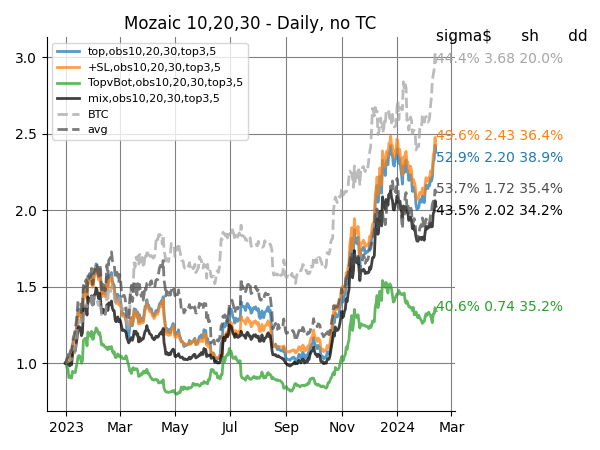 Mozaic 10,20,30 - Daily, no TC
sigma$ sh dd
top,obs10,20,30,top3,5
+SL,obs10,20,30,top3,5
TopvBot,obs10,20,30,top3,5
mix,obs10,20,30,top3,5
BTC
avg
44.4% 3.68 20.0%
49.6% 2.43 36.4%
52.9% 2.20 38.9%
53.7% 1.72 35.4%
43.5% 2.02 34.2%
40.6% 0.74 35.2%
3.0
2.5
2.0
1.5
1.0
2023 Mar May Jul Sep Nov 2024 Mar